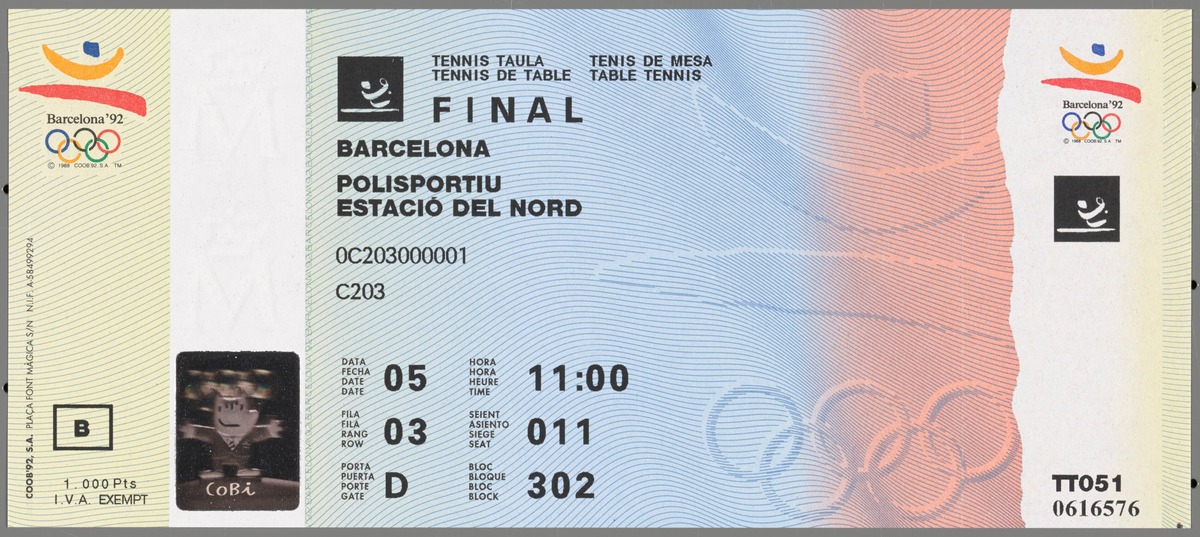 Barcelona'92
© 1988 COOB'92, S.A. TM
COOB'92, S.A. PLAÇA FONT MÀGICA S/N N.I.F. A-58499294
B
1.000 Pts
I.V.A. EXEMPT
COBI
TENNIS TAULA TENIS DE MESA
TENNIS DE TABLE TABLE TENNIS
FINAL
BARCELONA
POLISPORTIU
ESTACIÓ DEL NORD
0C203000001
C203
DATA
FECHA
DATE
DATE
05
HORA
HORA
HEURE
TIME
11:00
FILA
FILA
RANG
ROW
03
SEIENT
ASIENTO
SIEGE
SEAT
011
PORTA
PUERTA
PORTE
GATE
D
BLOC
BLOQUE
BLOC
BLOCK
302
Barcelona'92
© 1988 COOB'92, S.A. TM
TT051
0616576